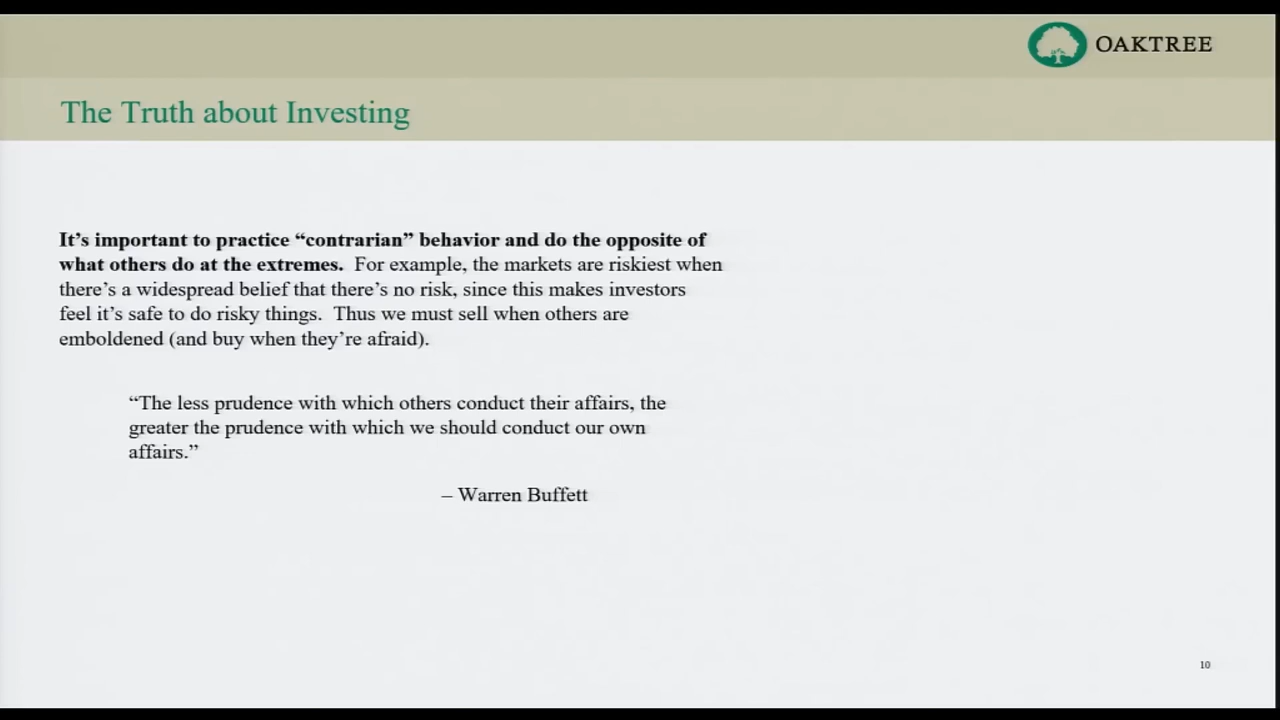 OAKTREE
The Truth about Investing
It’s important to practice “contrarian” behavior and do the opposite of
what others do at the extremes.  For example, the markets are riskiest when
there’s a widespread belief that there’s no risk, since this makes investors
feel it’s safe to do risky things.  Thus we must sell when others are
emboldened (and buy when they’re afraid).
“The less prudence with which others conduct their affairs, the
greater the prudence with which we should conduct our own
affairs.”
– Warren Buffett
10